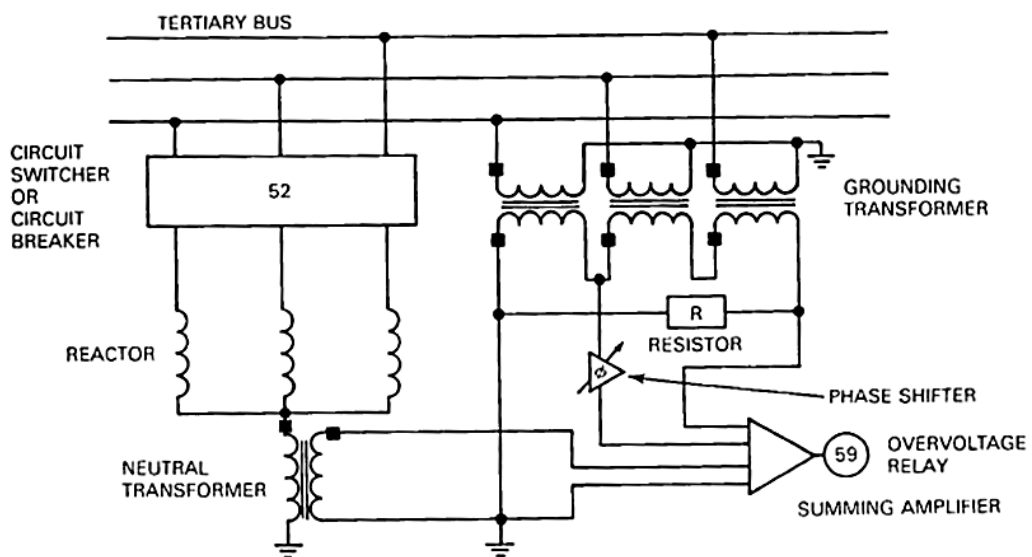 TERTIARY BUS
CIRCUIT
SWITCHER
OR
CIRCUIT
BREAKER
52
GROUNDING
TRANSFORMER
REACTOR
R
RESISTOR
Ø
PHASE SHIFTER
NEUTRAL
TRANSFORMER
59
OVERVOLTAGE
RELAY
SUMMING AMPLIFIER